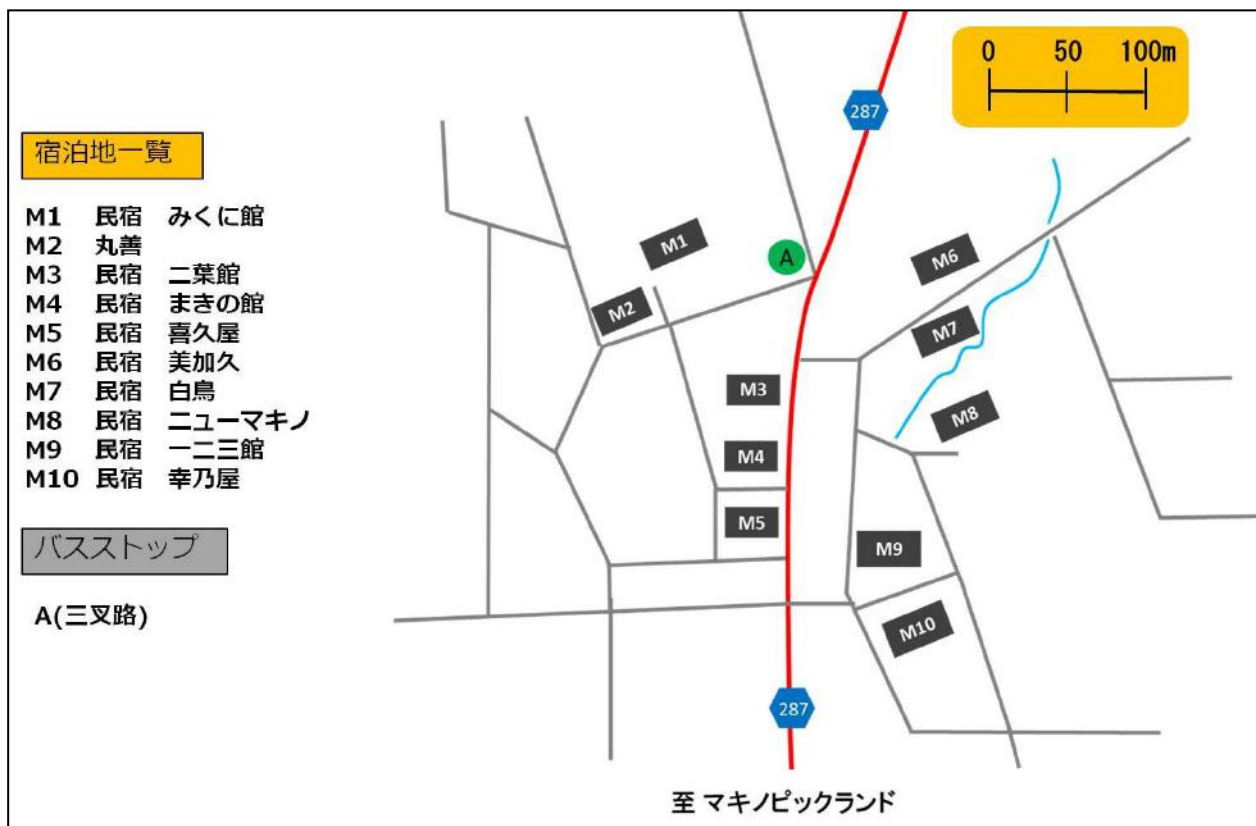 宿泊地一覧
M1 民宿 みくに館
M2 丸善
M3 民宿 二葉館
M4 民宿 まきの館
M5 民宿 喜久屋
M6 民宿 美加久
M7 民宿 白鳥
M8 民宿 ニューマキノ
M9 民宿 一二三館
M10 民宿 幸乃屋
バスストップ
A(三叉路)
0 50 100m
287
M1
A
M6
M2
M7
M3
M8
M4
M5
M9
M10
287
至 マキノピックランド